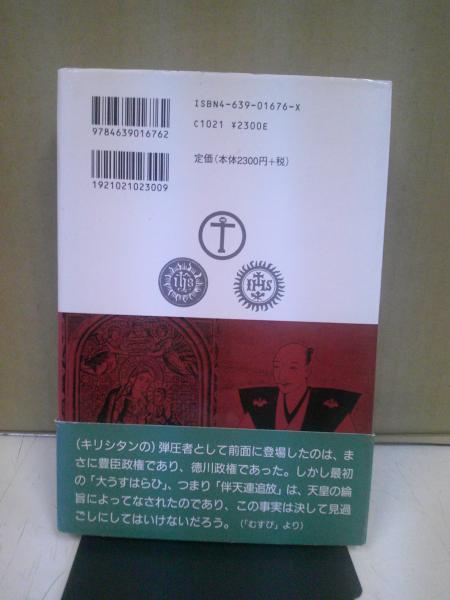 ISBN4-639-01676-X
C1021 ¥2300E
9784639016762
定価(本体2300円+税)
1921021023009
ihs
IHS
(キリシタンの)弾圧者として前面に登場したのは、ま
さに豊臣政権であり、徳川政権であった。しかし最初
の「大うすはらひ」、つまり「伴天連追放」は、天皇の綸
旨によってなされたのであり、この事実は決して見過
ごしにしてはいけないだろう。(「むすび」より)